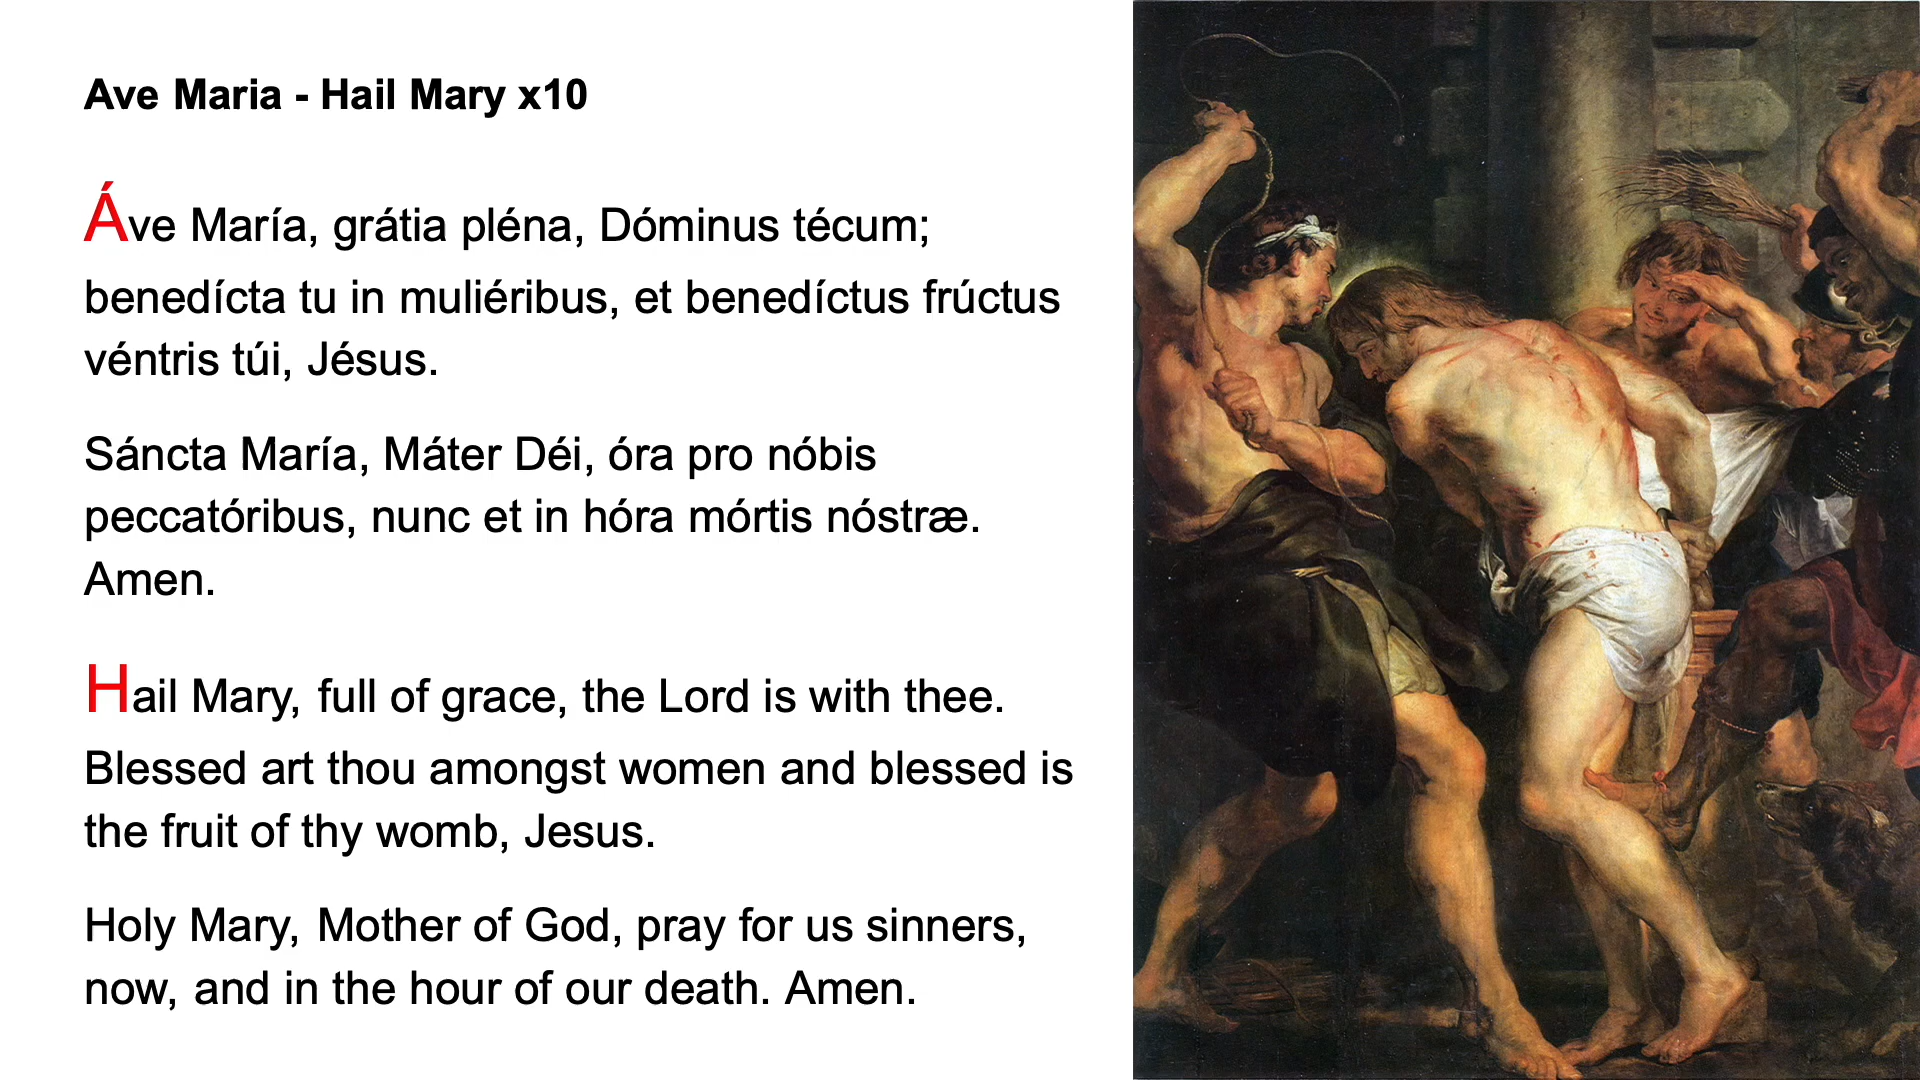 Ave Maria - Hail Mary x10
Áve María, grátia pléna, Dóminus técum;
benedícta tu in muliéribus, et benedíctus frúctus
véntris túi, Jésus.
Sáncta María, Máter Déi, óra pro nóbis
peccatóribus, nunc et in hóra mórtis nóstræ.
Amen.
Hail Mary, full of grace, the Lord is with thee.
Blessed art thou amongst women and blessed is
the fruit of thy womb, Jesus.
Holy Mary, Mother of God, pray for us sinners,
now, and in the hour of our death. Amen.